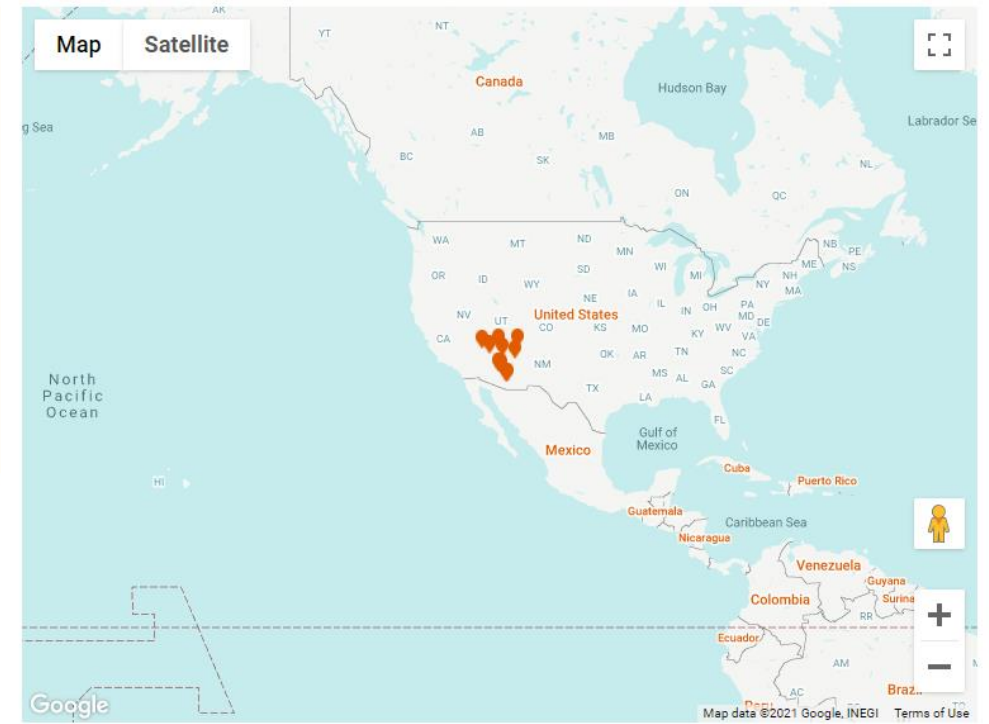 AK
Map
Satellite
YT
NT
Canada
Hudson Bay
g Sea
Labrador Se
AB
MB
BC
SK
NL
ON
QC
WA
MT
ND
MN
NB
PE
OR
ID
SD
WI
MI
ME
NS
WY
NH
NY
MA
NE
IA
IL
IN
OH
PA
NV
UT
United States
MD
DE
CA
CO
KS
MO
KY
WV
VA
NM
OK
AR
TN
NC
MS
AL
SC
GA
TX
LA
North
Pacific
Ocean
FL
Gulf of
Mexico
Mexico
Cuba
HI
Puerto Rico
Guatemala
Caribbean Sea
Nicaragua
Venezuela
Guyana
Colombia
Surina
RR
Ecuador
AM
AC
Braz
Google
Map data ©2021 Google, INEGI
Terms of Use